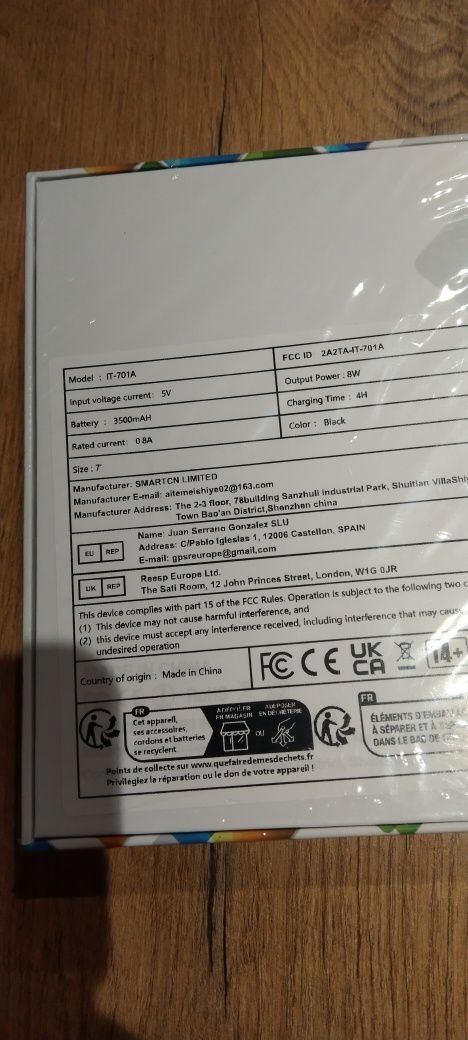 Model : IT-701A
FCC ID 2A2TA-IT-701A
Input voltage current: 5V
Output Power : 8W
Battery : 3500mAH
Charging Time : 4H
Rated current: 0.8A
Color : Black
Size : 7"
Manufacturer: SMARTCN LIMITED
Manufacturer E-mail: aitemeishiye02@163.com
Manufacturer Address: The 2-3 floor, 78building Sanzhuli Industrial Park, Shuitian VillaShiy
Town Bao'an District,Shenzhen china
EU REP
Name: Juan Serrano Gonzalez SLU
Address: C/Pablo Iglesias 1, 12006 Castellon, SPAIN
E-mail: gpsreurope@gmail.com
UK REP
Reesp Europe Ltd.
The Sati Room, 12 John Princes Street, London, W1G 0JR
This device complies with part 15 of the FCC Rules. Operation is subject to the following two c
(1) This device may not cause harmful interference, and
(2) this device must accept any interference received, including interference that may cause
undesired operation
Country of origin : Made in China
FC CE UK CA 14+
FR
Cet appareil,
ses accessoires,
cordons et batteries
se recyclent
À DÉPOSER
EN MAGASIN
OU
À DÉPOSER
EN DÉCHÈTERIE
FR
ÉLÉMENTS D'EMBALLAG
À SÉPARER ET À
DANS LE BAC DE
Points de collecte sur www.quefairedemesdechets.fr
Privilégiez la réparation ou le don de votre appareil !